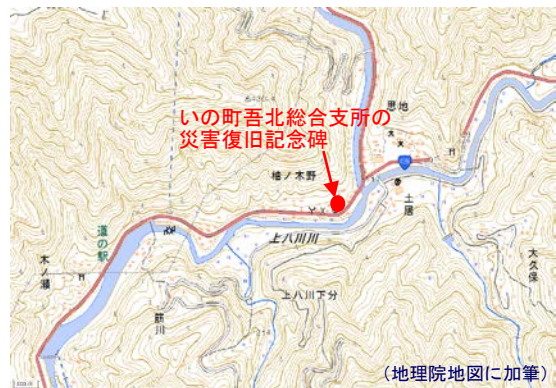 いの町吾北総合支所の
災害復旧記念碑
思地
柚ノ木野
土居
上八川川
道の駅
木ノ瀬
大久保
上八川下分
筋川
(地理院地図に加筆)